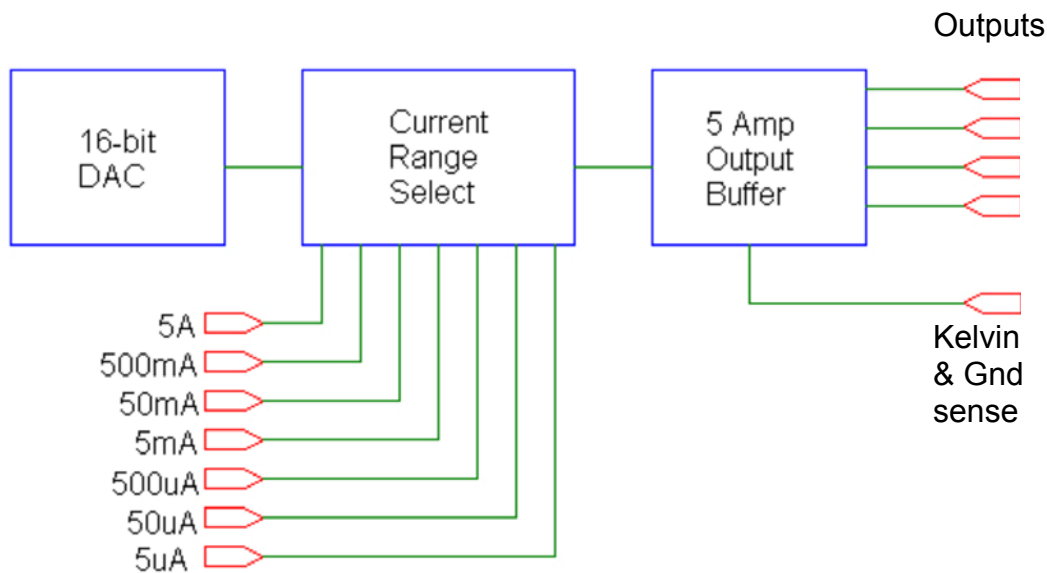 Outputs
16-bit
DAC
Current
Range
Select
5 Amp
Output
Buffer
5A
500mA
50mA
5mA
500uA
50uA
5uA
Kelvin
& Gnd
sense